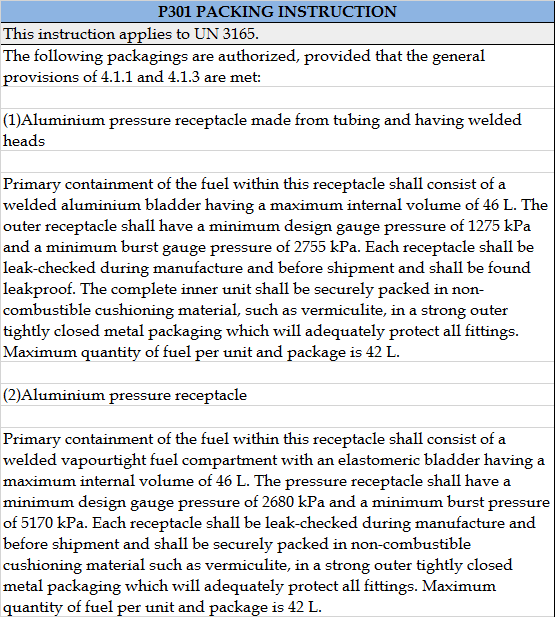 P301 PACKING INSTRUCTION
This instruction applies to UN 3165.
The following packagings are authorized, provided that the general
provisions of 4.1.1 and 4.1.3 are met:
(1)Aluminium pressure receptacle made from tubing and having welded
heads
Primary containment of the fuel within this receptacle shall consist of a
welded aluminium bladder having a maximum internal volume of 46 L. The
outer receptacle shall have a minimum design gauge pressure of 1275 kPa
and a minimum burst gauge pressure of 2755 kPa. Each receptacle shall be
leak-checked during manufacture and before shipment and shall be found
leakproof. The complete inner unit shall be securely packed in non-
combustible cushioning material, such as vermiculite, in a strong outer
tightly closed metal packaging which will adequately protect all fittings.
Maximum quantity of fuel per unit and package is 42 L.
(2)Aluminium pressure receptacle
Primary containment of the fuel within this receptacle shall consist of a
welded vapourtight fuel compartment with an elastomeric bladder having a
maximum internal volume of 46 L. The pressure receptacle shall have a
minimum design gauge pressure of 2680 kPa and a minimum burst pressure
of 5170 kPa. Each receptacle shall be leak-checked during manufacture and
before shipment and shall be securely packed in non-combustible
cushioning material such as vermiculite, in a strong outer tightly closed
metal packaging which will adequately protect all fittings. Maximum
quantity of fuel per unit and package is 42 L.